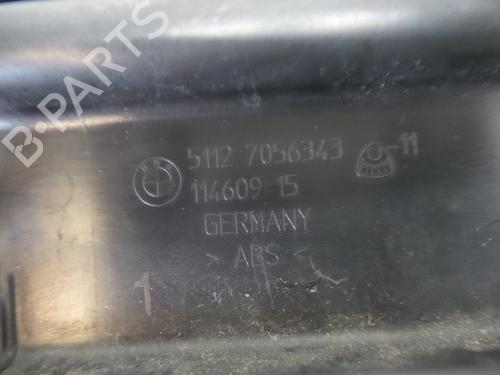 B-PARTS
5112 7056343
11
114609 15
GERMANY
> ABS <
1